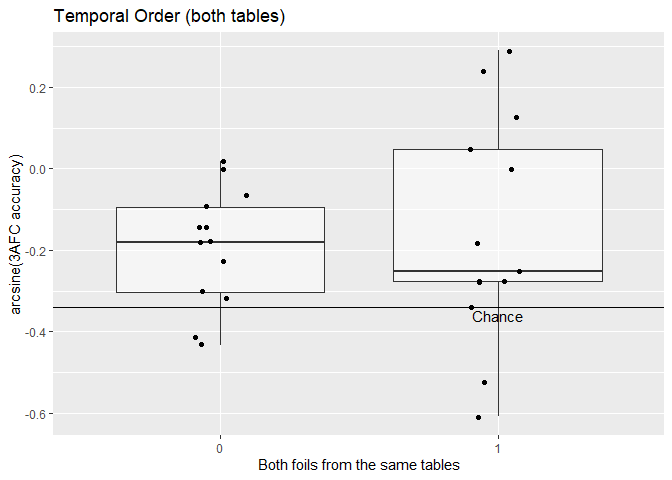 Temporal Order (both tables)
arcsine(3AFC accuracy)
0.2
0.0
-0.2
-0.4
-0.6
Chance
0
1
Both foils from the same tables